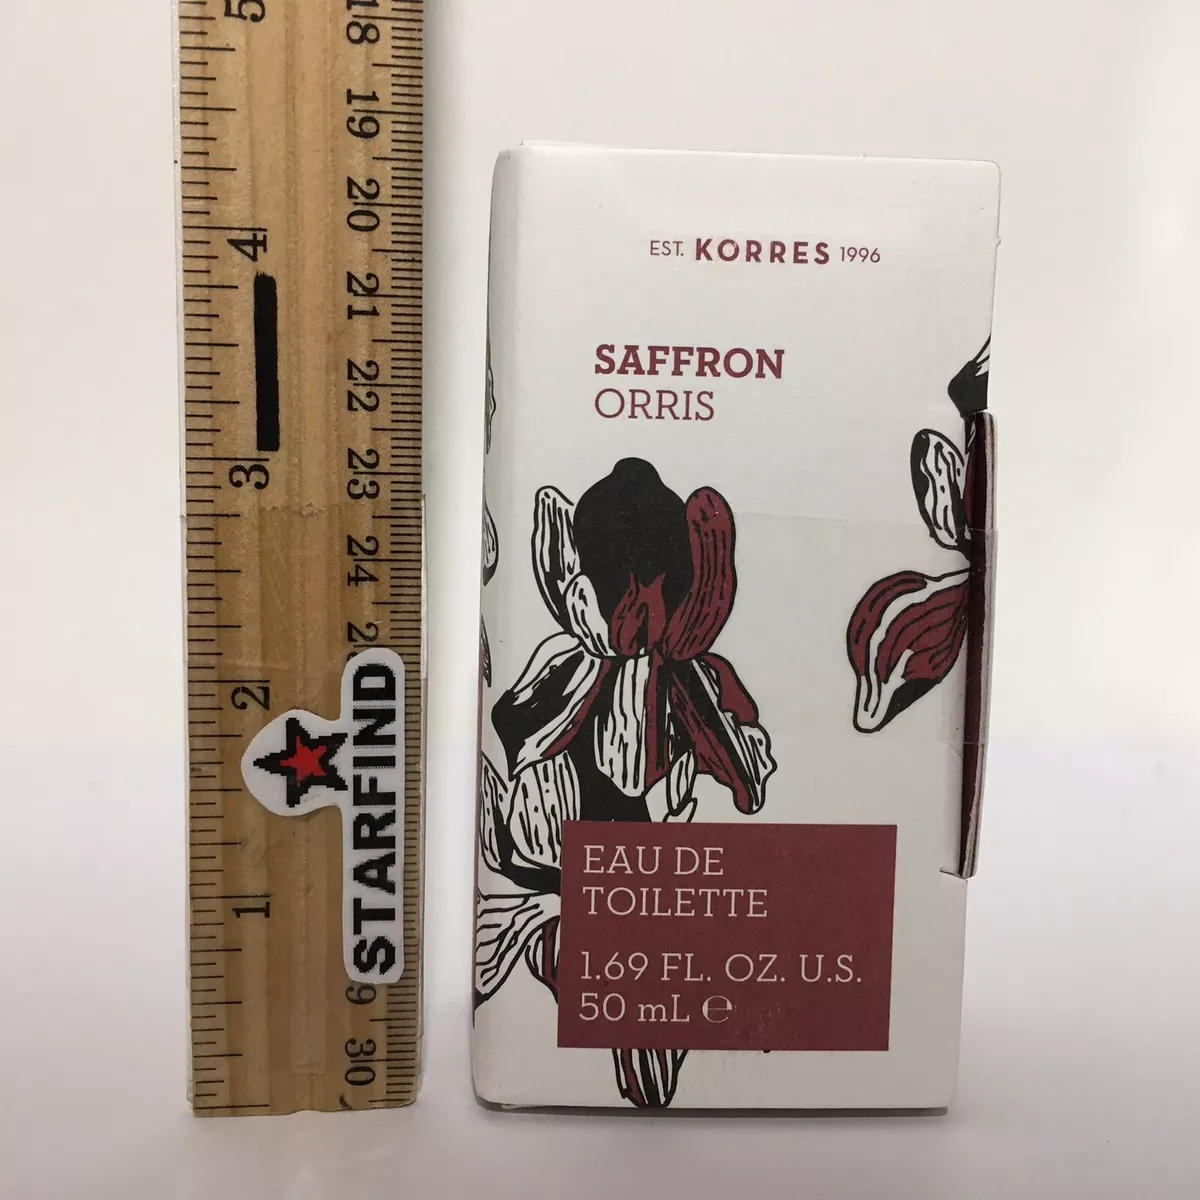 5
4
3
2
1
18
19
20
21
22
23
24
30
STARFIND
EST. KORRES 1996
SAFFRON
ORRIS
EAU DE
TOILETTE
1.69 FL. OZ. U.S.
50 mL ℮